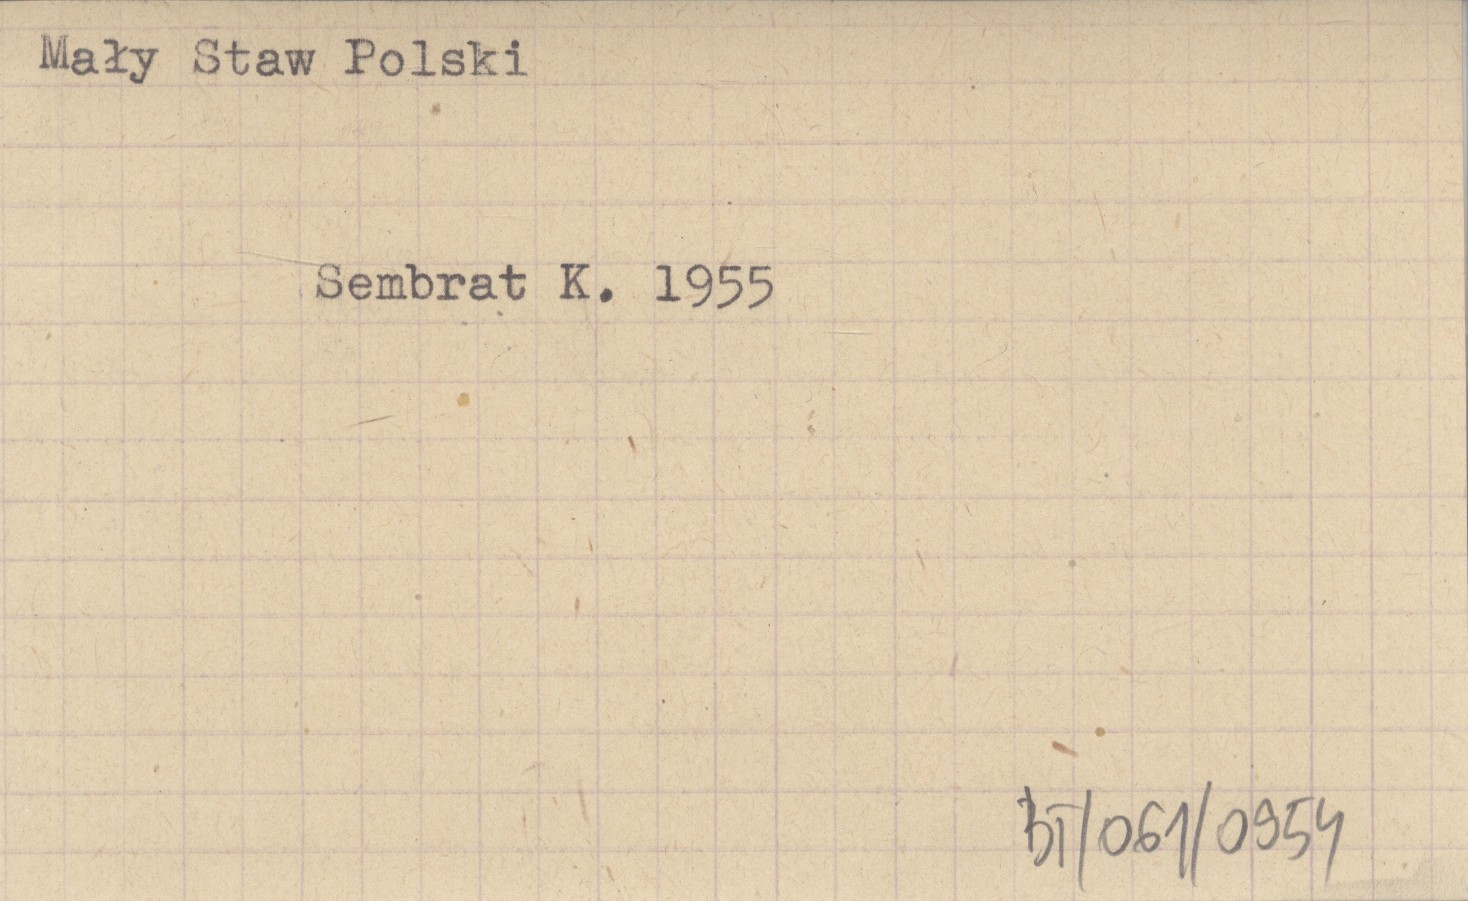 Mały Staw Polski
Sembrat K. 1955
BT/061/0954